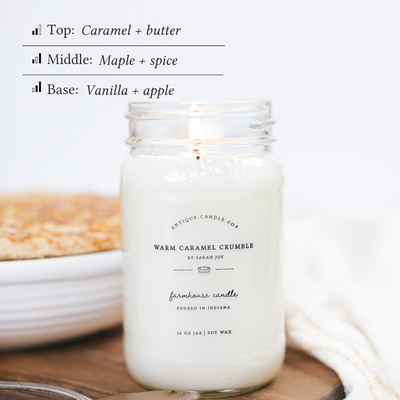 Top: Caramel + butter
Middle: Maple + spice
Base: Vanilla + apple
ANTIQUE CANDLE CO®
WARM CARAMEL CRUMBLE
BY SARAH JOY
farmhouse candle
POURED IN INDIANA
16 OZ JAR | SOY WAX